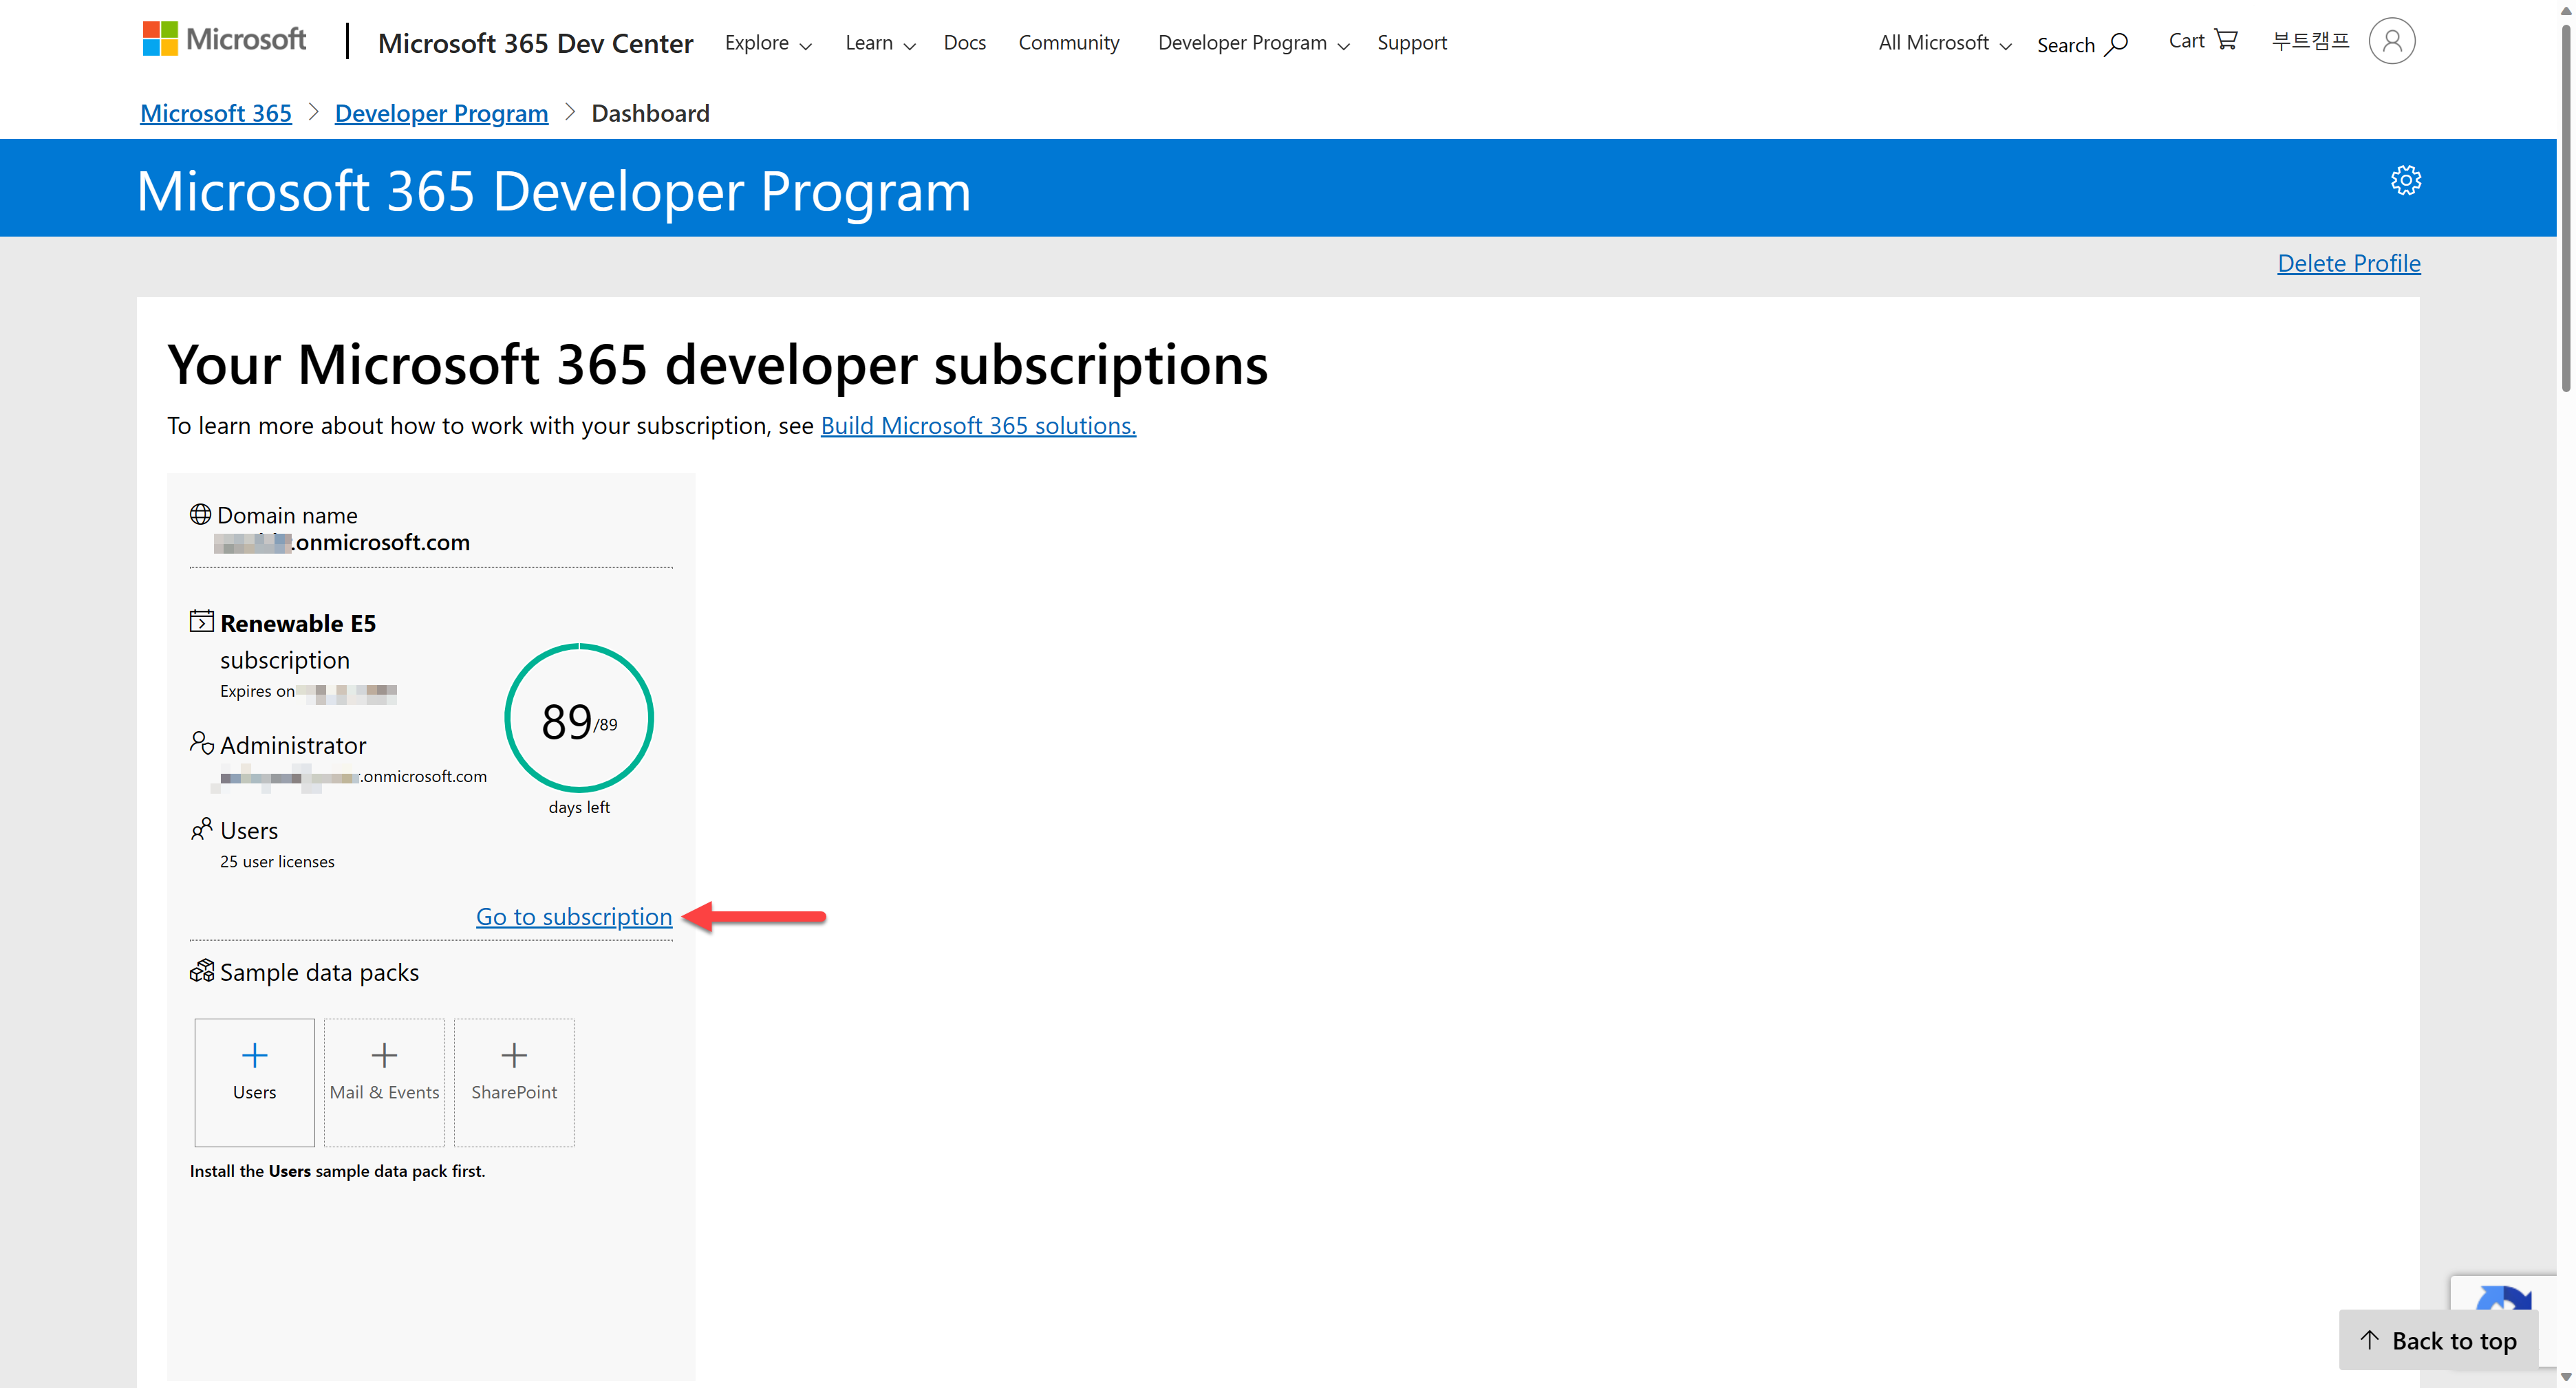 Microsoft
Microsoft 365 Dev Center
Explore
Learn
Docs
Community
Developer Program
Support
All Microsoft
Search
Cart
부트캠프
Microsoft 365 > Developer Program > Dashboard
Microsoft 365 Developer Program
Delete Profile
Your Microsoft 365 developer subscriptions
To learn more about how to work with your subscription, see Build Microsoft 365 solutions.
Domain name
.onmicrosoft.com
Renewable E5
subscription
Expires on
89/89
days left
Administrator
.onmicrosoft.com
Users
25 user licenses
Go to subscription
Sample data packs
Users
Mail & Events
SharePoint
Install the Users sample data pack first.
Back to top